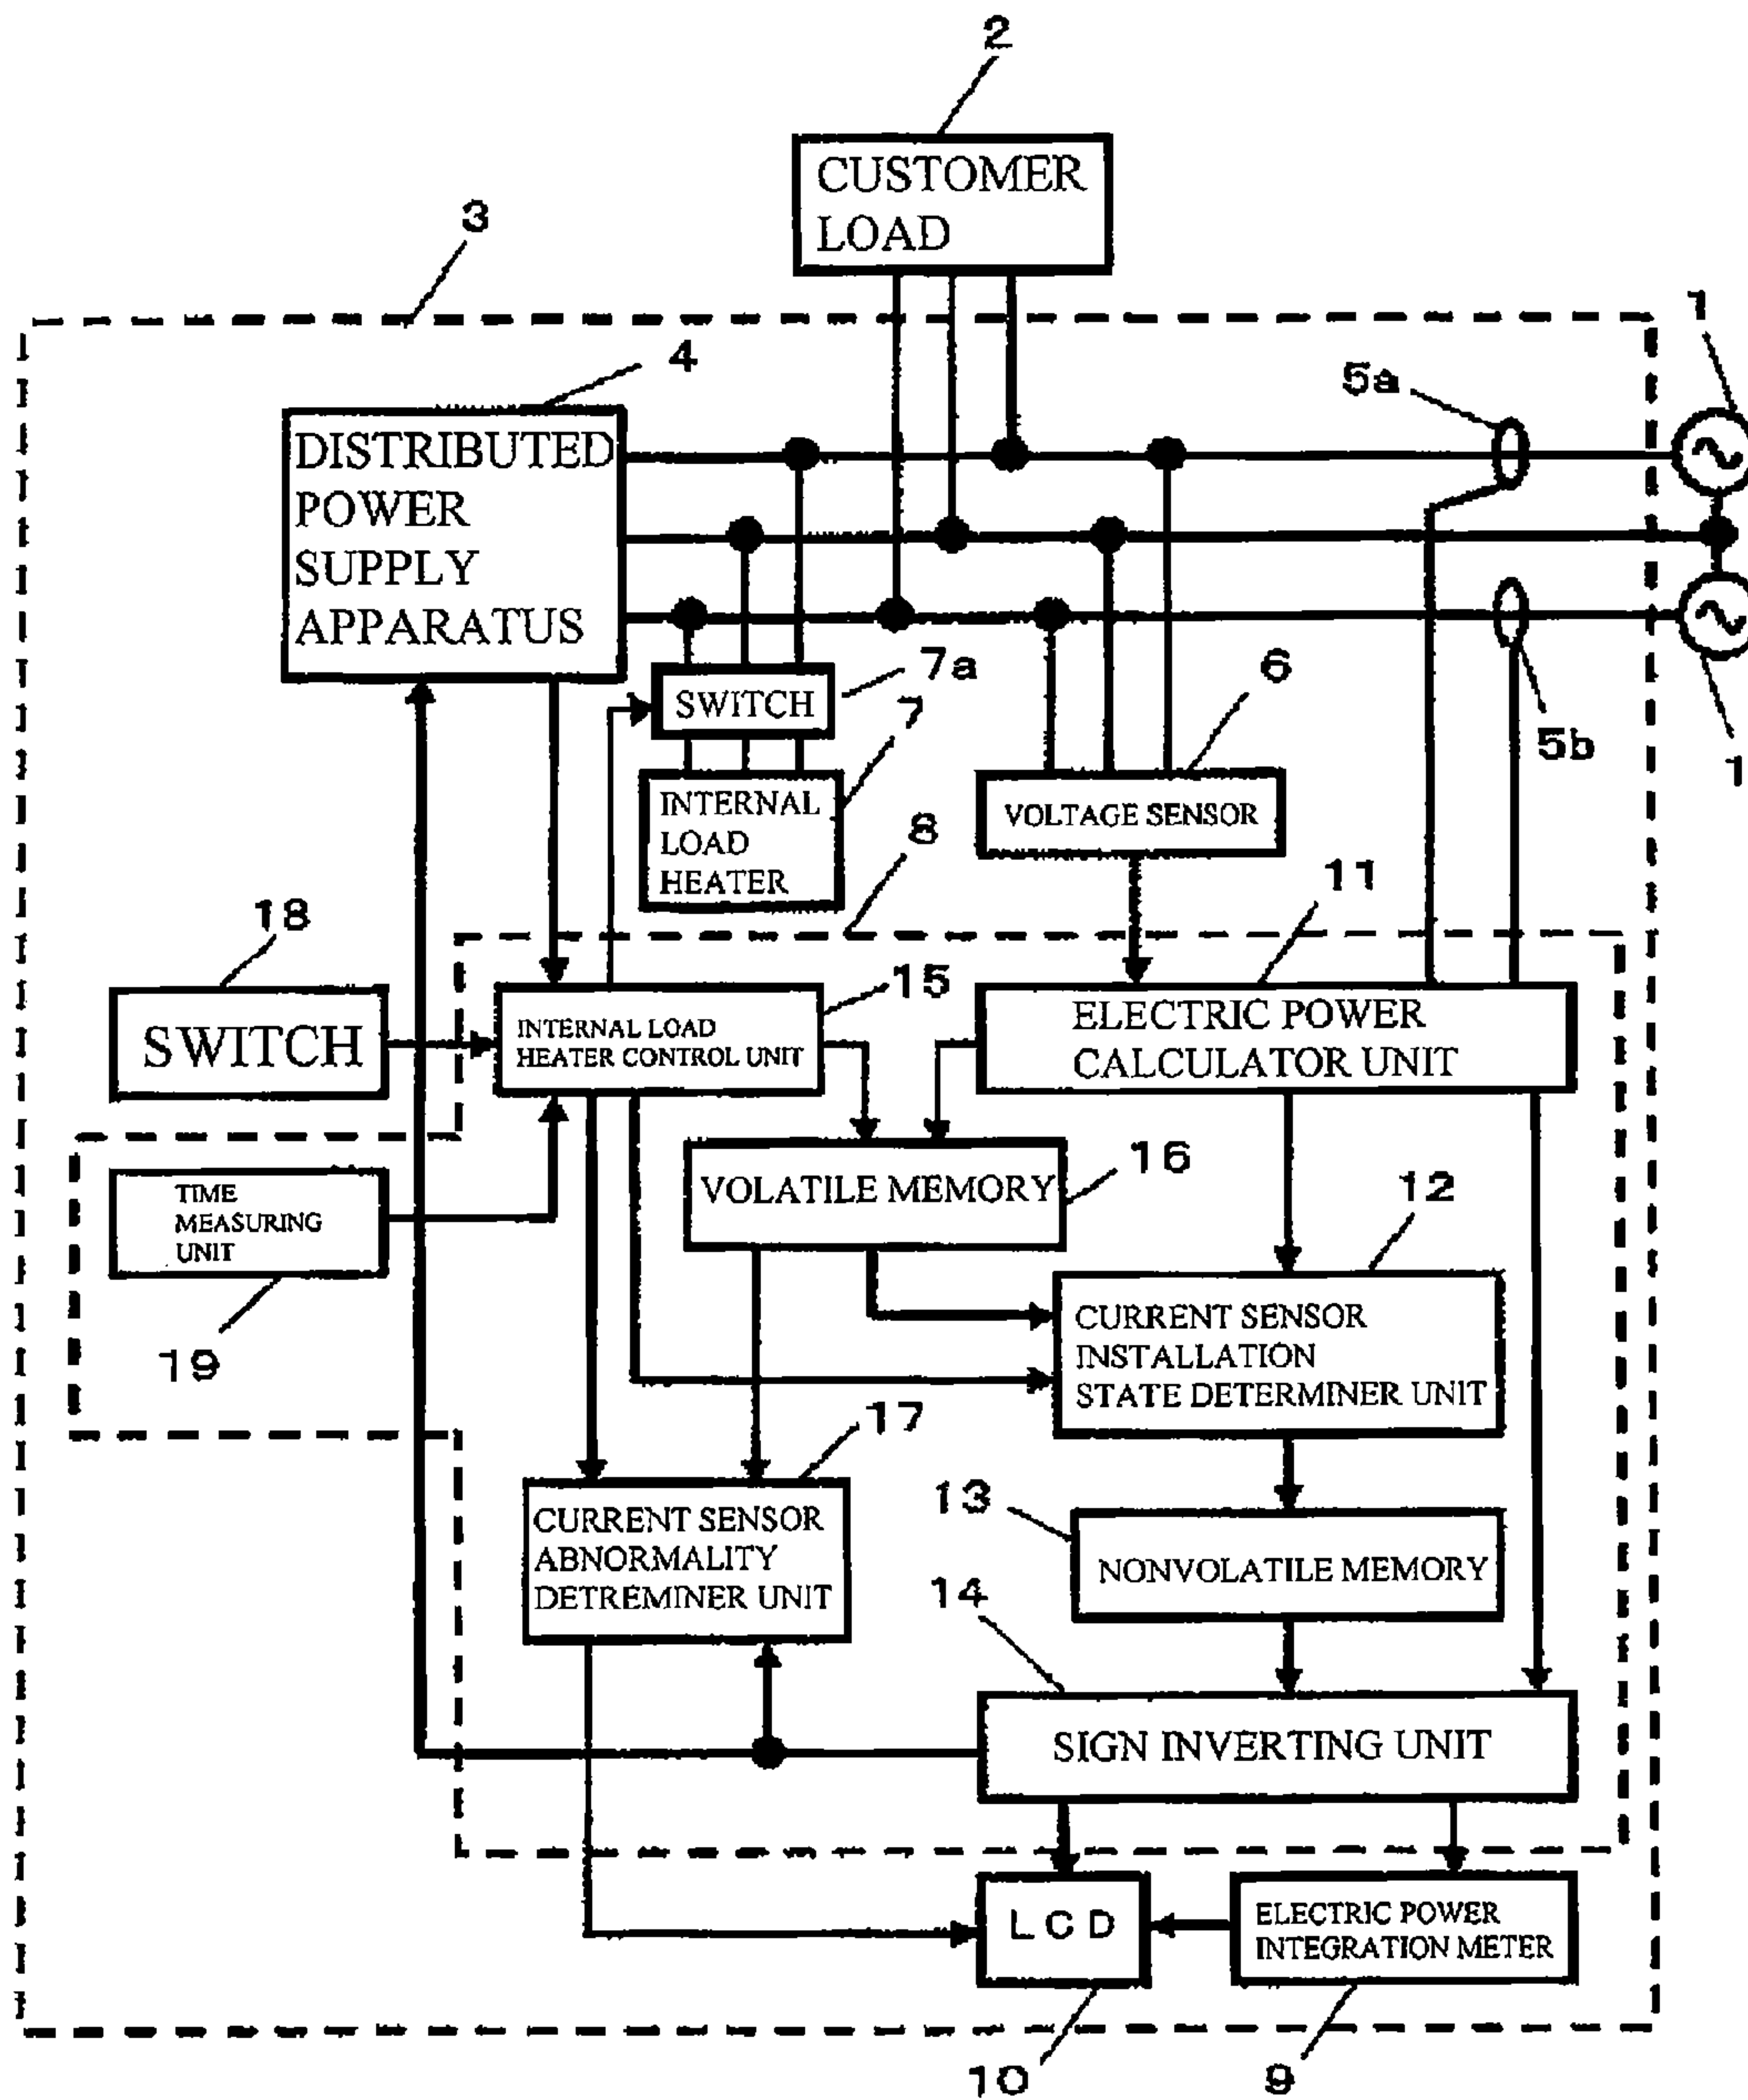 2
CUSTOMER
LOAD
3
1
4
5a
DISTRIBUTED
POWER
SUPPLY
APPARATUS
7a
SWITCH
7
6
5b
1
INTERNAL
LOAD
HEATER
VOLTAGE SENSOR
8
11
18
15
SWITCH
INTERNAL LOAD
HEATER CONTROL UNIT
ELECTRIC POWER
CALCULATOR UNIT
16
VOLATILE MEMORY
12
TIME
MEASURING
UNIT
19
CURRENT SENSOR
INSTALLATION
STATE DETERMINER UNIT
17
13
CURRENT SENSOR
ABNORMALITY
DETREMINER UNIT
NONVOLATILE MEMORY
14
SIGN INVERTING UNIT
LCD
ELECTRIC POWER
INTEGRATION METER
10
9